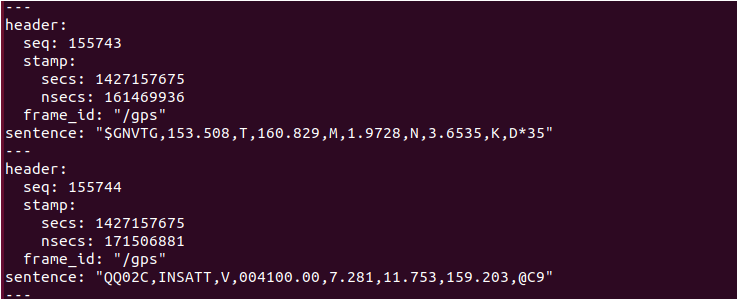 ---
header:
  seq: 155743
  stamp:
    secs: 1427157675
    nsecs: 161469936
  frame_id: "/gps"
sentence: "$GNVTG,153.508,T,160.829,M,1.9728,N,3.6535,K,D*35"
---
header:
  seq: 155744
  stamp:
    secs: 1427157675
    nsecs: 171506881
  frame_id: "/gps"
sentence: "QQ02C,INSATT,V,004100.00,7.281,11.753,159.203,@C9"
---